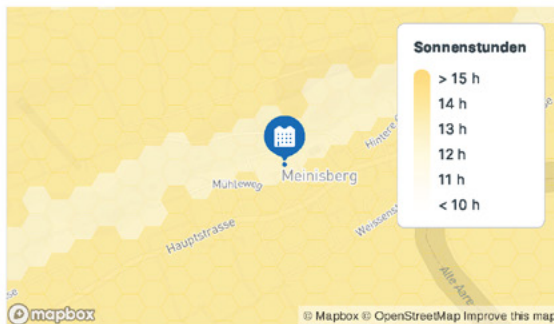 Sonnenstunden
> 15 h
14 h
13 h
12 h
11 h
< 10 h
Hintere
Meinisberg
Mühleweg
Hauptstrasse
Weissenst
Alte Aare
sse
mapbox
© Mapbox © OpenStreetMap Improve this map